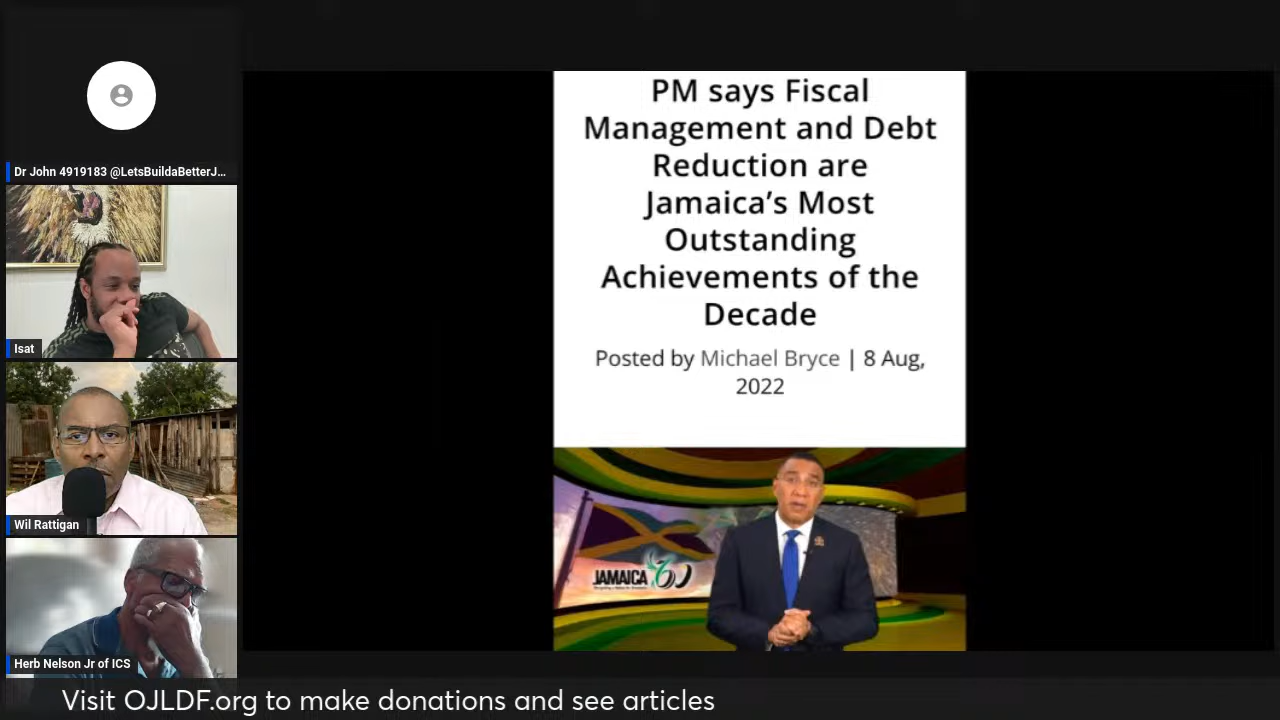 Dr John 4919183 @LetsBuildaBetterJ...
Isat
Wil Rattigan
Herb Nelson Jr of ICS
PM says Fiscal
Management and Debt
Reduction are
Jamaica’s Most
Outstanding
Achievements of the
Decade
Posted by Michael Bryce | 8 Aug,
2022
JAMAICA 60
Visit OJLDF.org to make donations and see articles